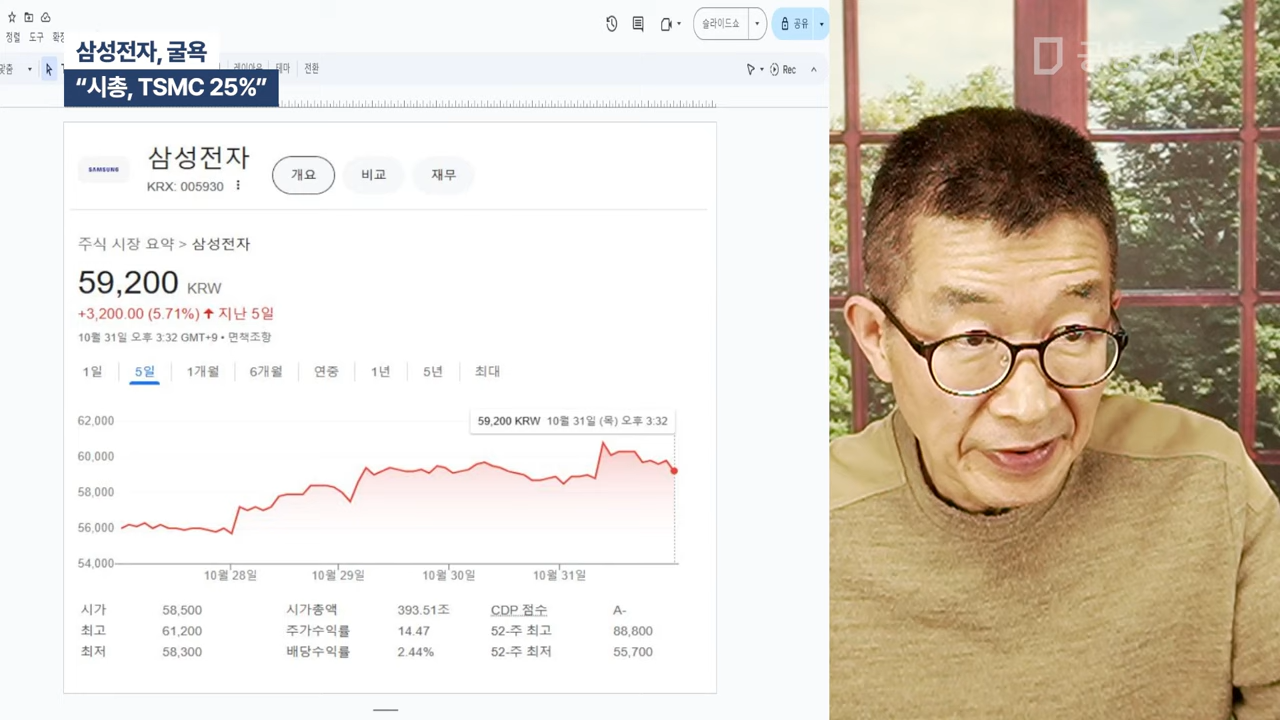 정렬 도구
슬라이드쇼
공유
삼성전자, 굴욕
“시총, TSMC 25%”
테마
전환
Rec
SAMSUNG
삼성전자
KRX: 005930
개요
비교
재무
주식 시장 요약 > 삼성전자
59,200 KRW
+3,200.00 (5.71%) ↑ 지난 5일
10월 31일 오후 3:32 GMT+9 • 면책조항
1일 5일 1개월 6개월 연중 1년 5년 최대
59,200 KRW 10월 31일 (목) 오후 3:32
62,000
60,000
58,000
56,000
54,000
10월 28일 10월 29일 10월 30일 10월 31일
시가 58,500 시가총액 393.51조 CDP 점수 A-
최고 61,200 주가수익률 14.47 52-주 최고 88,800
최저 58,300 배당수익률 2.44% 52-주 최저 55,700